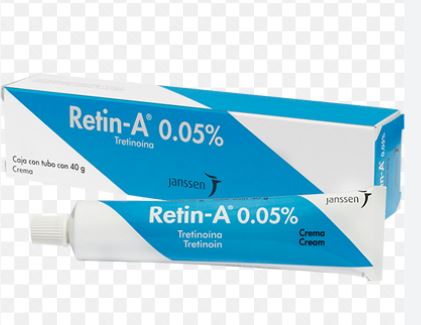 Retin-A® 0.05%
Tretinoína
Caja con tubo con 40 g
Crema
janssen
Retin-A® 0.05%
Tretinoína
Tretinoin
Crema
Cream
janssen